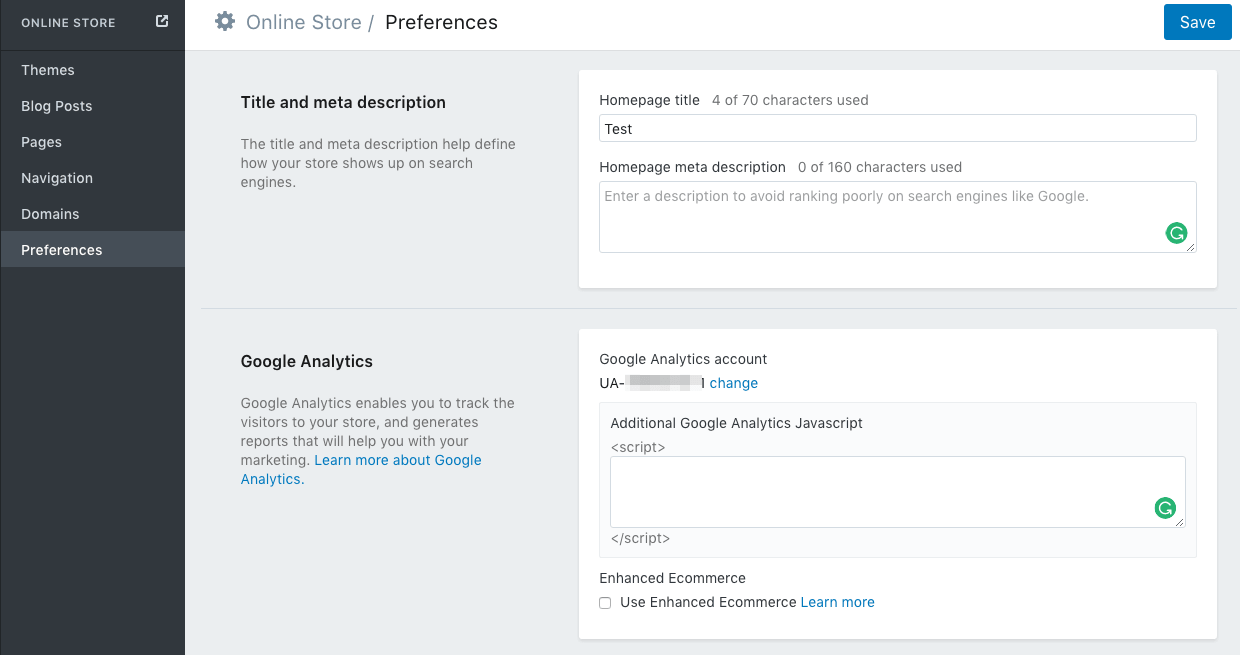 ONLINE STORE
Themes
Blog Posts
Pages
Navigation
Domains
Preferences
Online Store / Preferences
Save
Title and meta description
The title and meta description help define
how your store shows up on search
engines.
Homepage title 4 of 70 characters used
Test
Homepage meta description 0 of 160 characters used
Enter a description to avoid ranking poorly on search engines like Google.
Google Analytics
Google Analytics enables you to track the
visitors to your store, and generates
reports that will help you with your
marketing. Learn more about Google
Analytics.
Google Analytics account
UA- 1 change
Additional Google Analytics Javascript
<script>
</script>
Enhanced Ecommerce
Use Enhanced Ecommerce Learn more